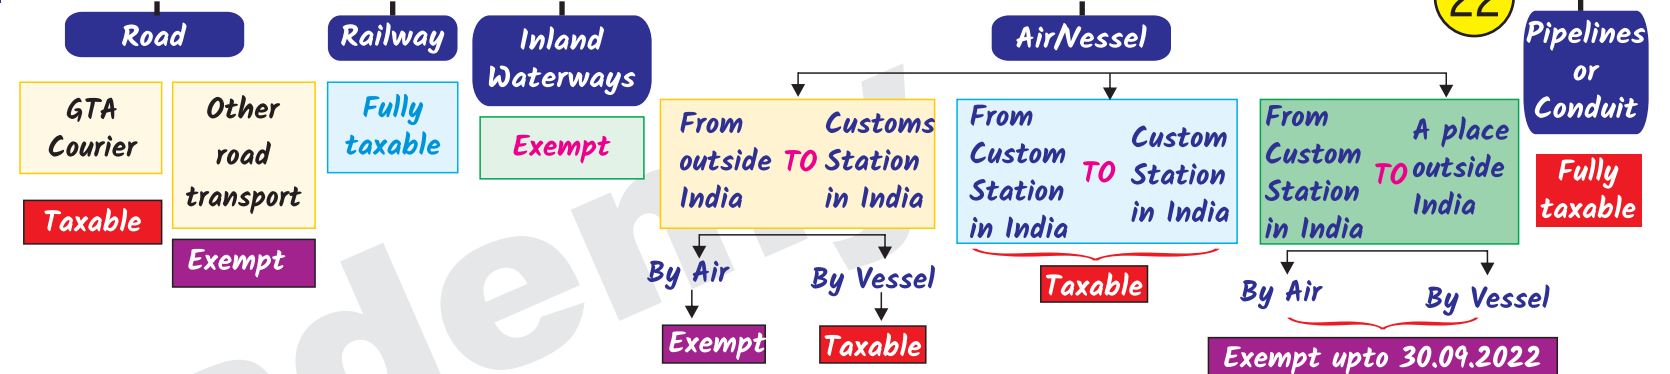 Road
GTA
Courier
Taxable
Other
road
transport
Exempt
Railway
Fully
taxable
Inland
Waterways
Exempt
Air/Vessel
From
outside
India
TO
Customs
Station
in India
By Air
Exempt
By Vessel
Taxable
From
Custom
Station
in India
TO
Custom
Station
in India
Taxable
From
Custom
Station
in India
TO
A place
outside
India
By Air
By Vessel
Exempt upto 30.09.2022
22
Pipelines
or
Conduit
Fully
taxable